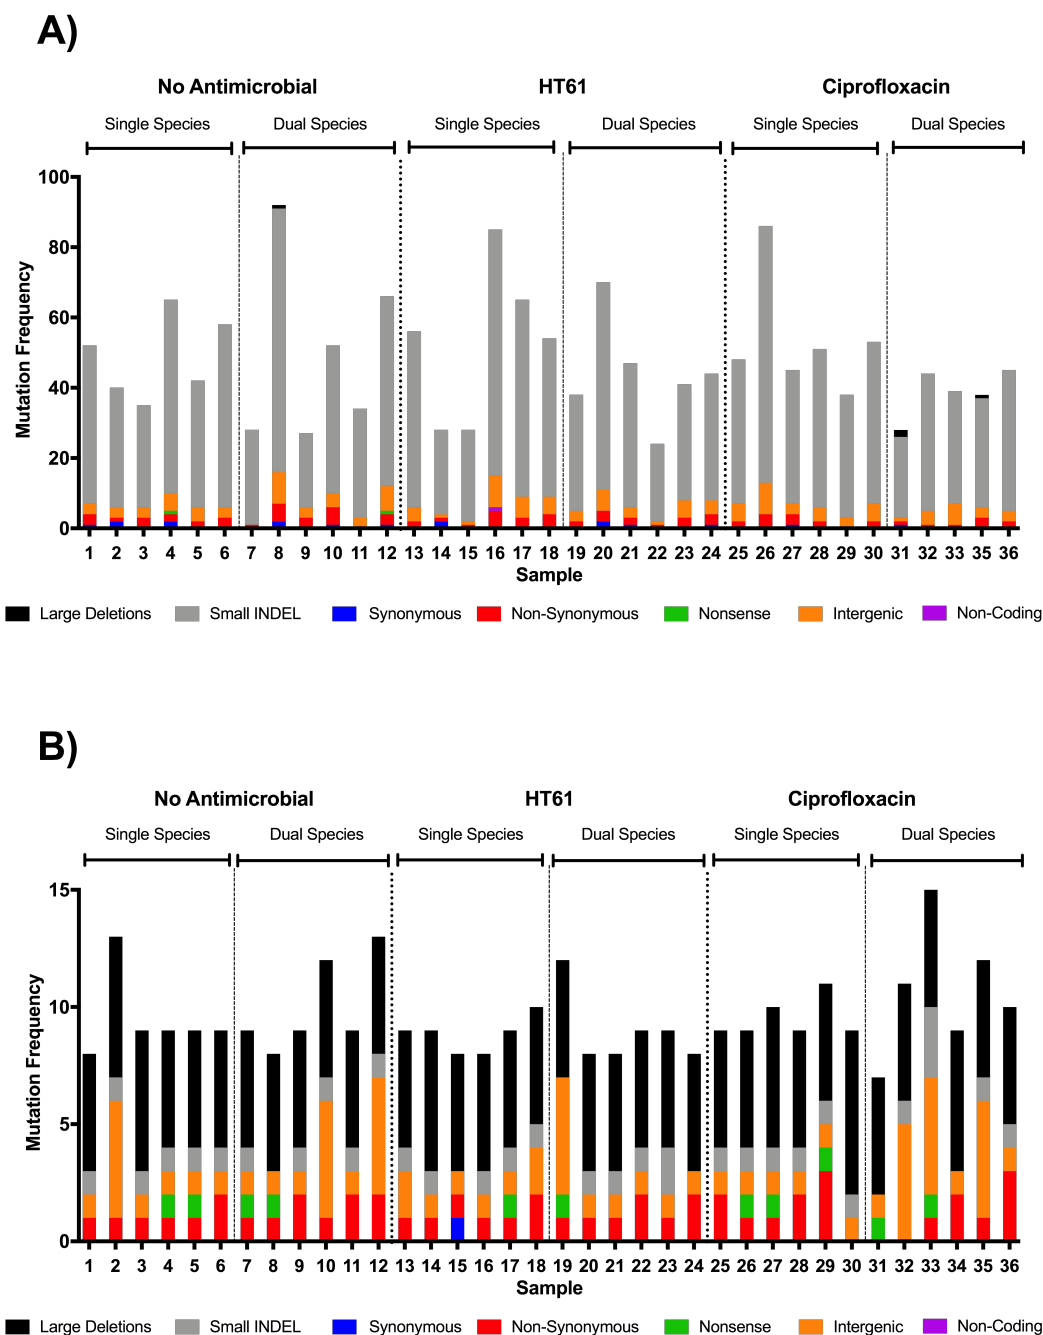 A)
No Antimicrobial HT61 Ciprofloxacin
Single Species Dual Species Single Species Dual Species Single Species Dual Species
100
80
60
40
20
0
Mutation Frequency
1 2 3 4 5 6 7 8 9 10 11 12 13 14 15 16 17 18 19 20 21 22 23 24 25 26 27 28 29 30 31 32 33 35 36
Sample
Large Deletions Small INDEL Synonymous Non-Synonymous Nonsense Intergenic Non-Coding
B)
No Antimicrobial HT61 Ciprofloxacin
Single Species Dual Species Single Species Dual Species Single Species Dual Species
15
10
5
0
Mutation Frequency
1 2 3 4 5 6 7 8 9 10 11 12 13 14 15 16 17 18 19 20 21 22 23 24 25 26 27 28 29 30 31 32 33 34 35 36
Sample
Large Deletions Small INDEL Synonymous Non-Synonymous Nonsense Intergenic Non-Coding